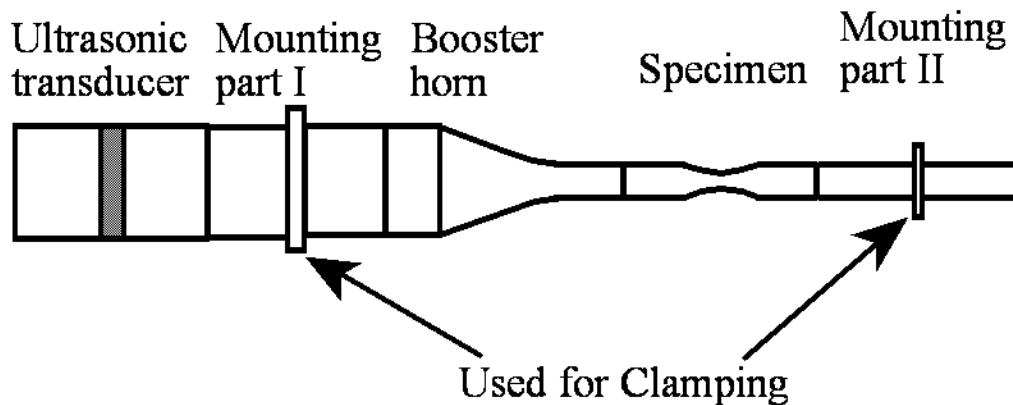 Ultrasonic
transducer
Mounting
part I
Booster
horn
Specimen
Mounting
part II
Used for Clamping